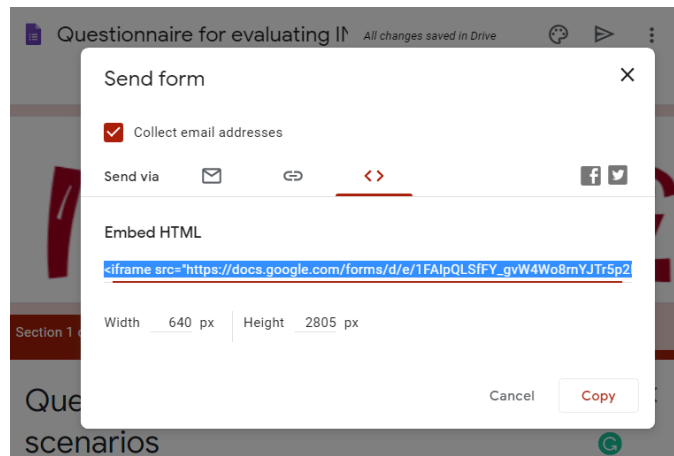 Questionnaire for evaluating IN All changes saved in Drive
Send form
Collect email addresses
Send via
Embed HTML
<iframe src="https://docs.google.com/forms/d/e/1FAIpQLSfFY_gvW4Wo8rnYJTr5p2
Width 640 px Height 2805 px
Section 1
Cancel Copy
Que
scenarios